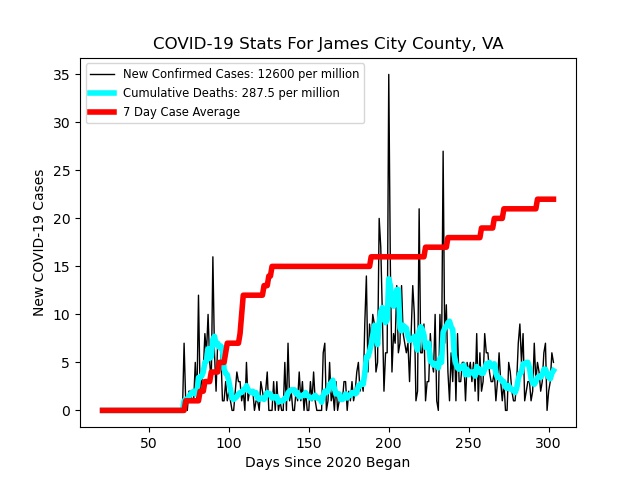 COVID-19 Stats For James City County, VA
New Confirmed Cases: 12600 per million
Cumulative Deaths: 287.5 per million
7 Day Case Average
35
30
25
20
15
10
5
0
New COVID-19 Cases
50 100 150 200 250 300
Days Since 2020 Began